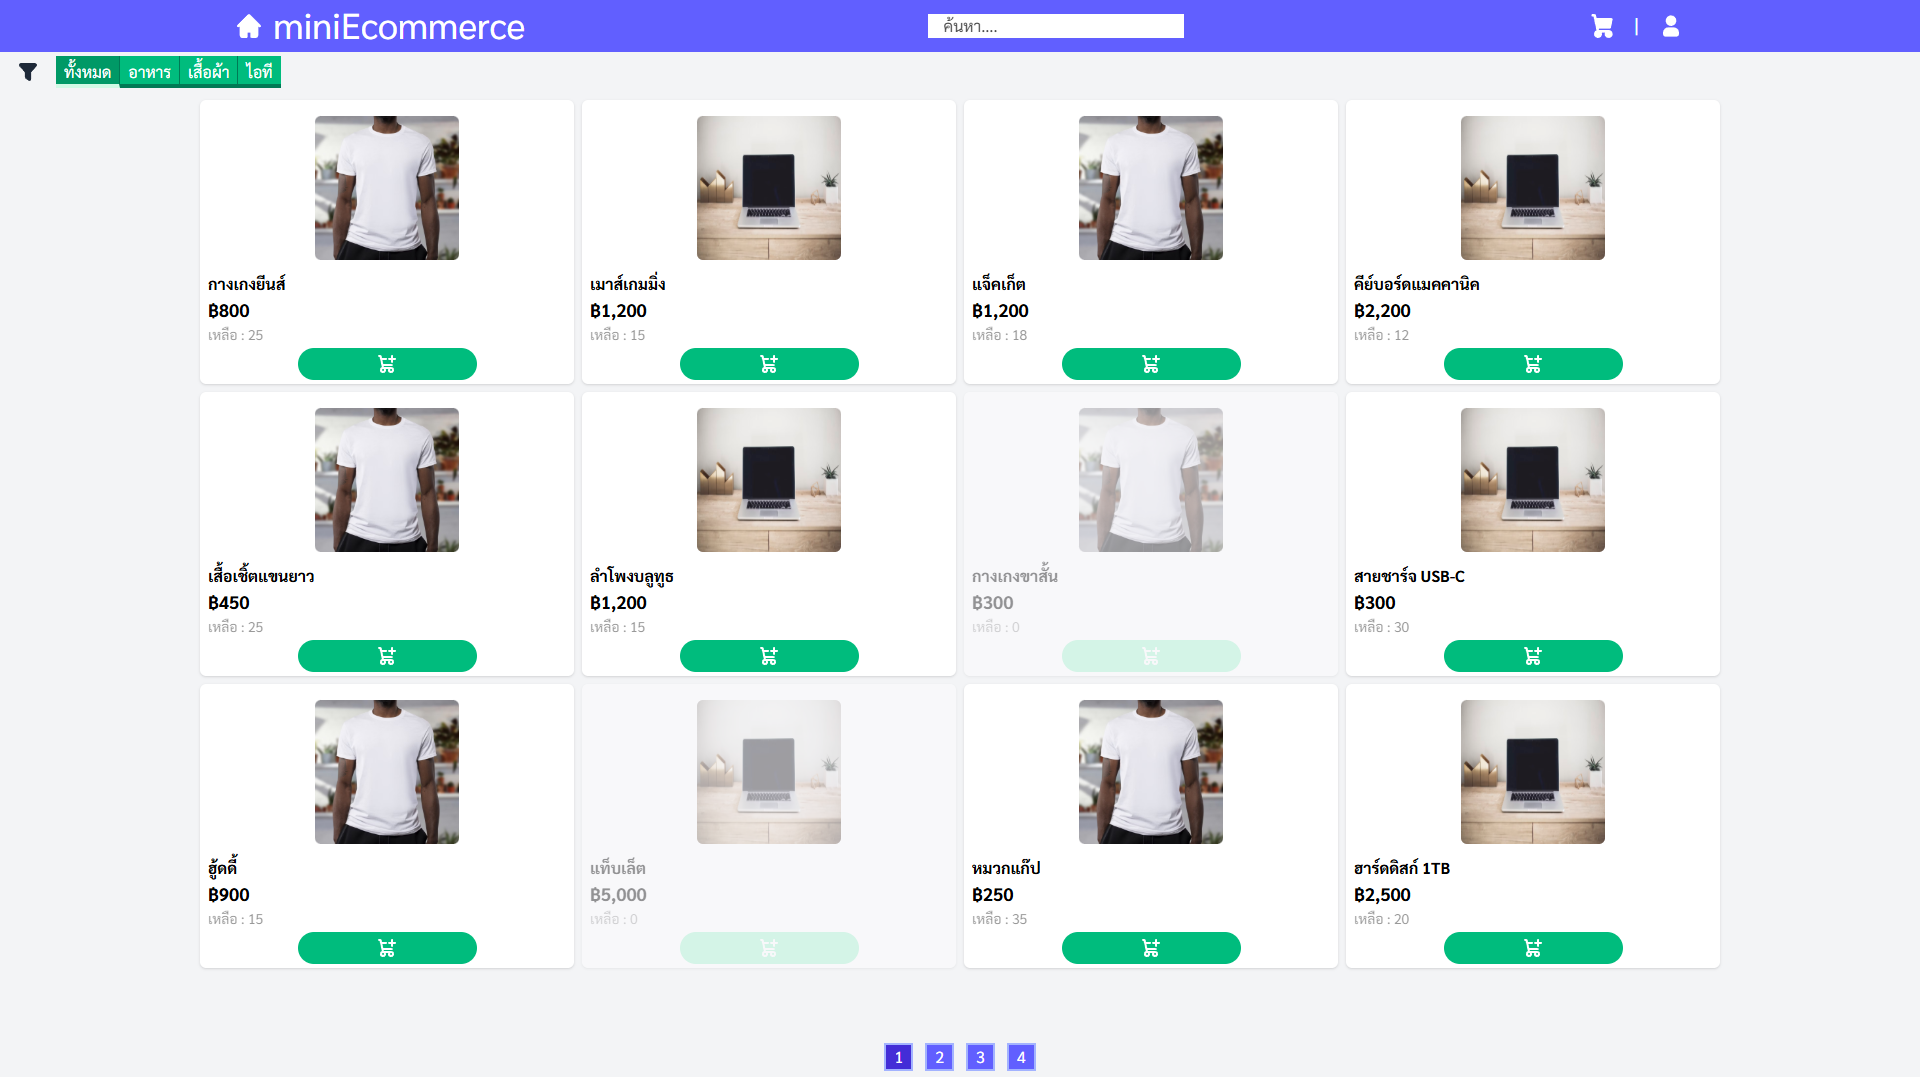 miniEcommerce
ค้นหา....
|
ทั้งหมด อาหาร เสื้อผ้า ไอที
กางเกงยีนส์
฿800
เหลือ : 25
เมาส์เกมมิ่ง
฿1,200
เหลือ : 15
แจ็คเก็ต
฿1,200
เหลือ : 18
คีย์บอร์ดแมคคานิค
฿2,200
เหลือ : 12
เสื้อเชิ้ตแขนยาว
฿450
เหลือ : 25
ลำโพงบลูทูธ
฿1,200
เหลือ : 15
กางเกงขาสั้น
฿300
เหลือ : 0
สายชาร์จ USB-C
฿300
เหลือ : 30
ฮู้ดดี้
฿900
เหลือ : 15
แท็บเล็ต
฿5,000
เหลือ : 0
หมวกแก๊ป
฿250
เหลือ : 35
ฮาร์ดดิสก์ 1TB
฿2,500
เหลือ : 20
1 2 3 4